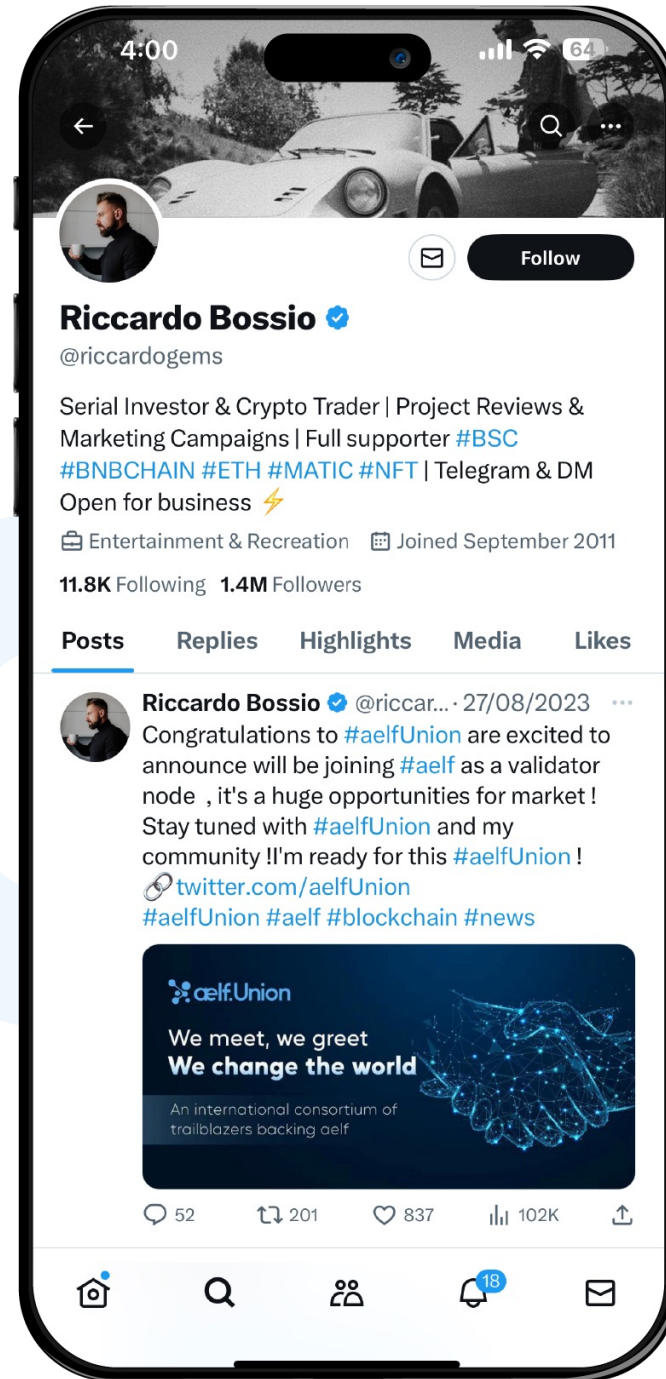 4:00
64
Follow
Riccardo Bossio
@riccardogems
Serial Investor & Crypto Trader | Project Reviews &
Marketing Campaigns | Full supporter #BSC
#BNBCHAIN #ETH #MATIC #NFT | Telegram & DM
Open for business ⚡
Entertainment & Recreation Joined September 2011
11.8K Following 1.4M Followers
Posts Replies Highlights Media Likes
Riccardo Bossio @riccar... · 27/08/2023
Congratulations to #aelfUnion are excited to
announce will be joining #aelf as a validator
node , it's a huge opportunities for market !
Stay tuned with #aelfUnion and my
community !I'm ready for this #aelfUnion !
🔗 twitter.com/aelfUnion
#aelfUnion #aelf #blockchain #news
ælf.Union
We meet, we greet
We change the world
An international consortium of
trailblazers backing aelf
52 201 837 102K
18